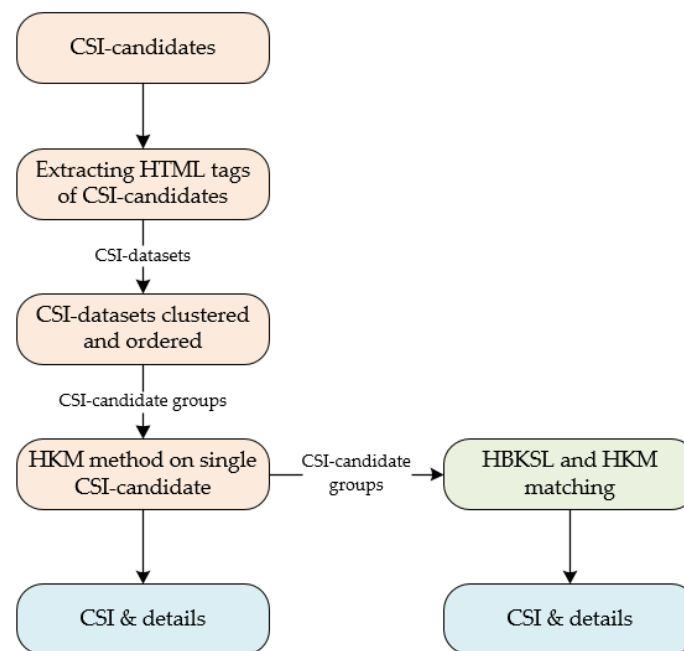 CSI-candidates
Extracting HTML tags
of CSI-candidates
CSI-datasets
CSI-datasets clustered
and ordered
CSI-candidate groups
HKM method on single
CSI-candidate
CSI-candidate
groups
HBKSL and HKM
matching
CSI & details
CSI & details